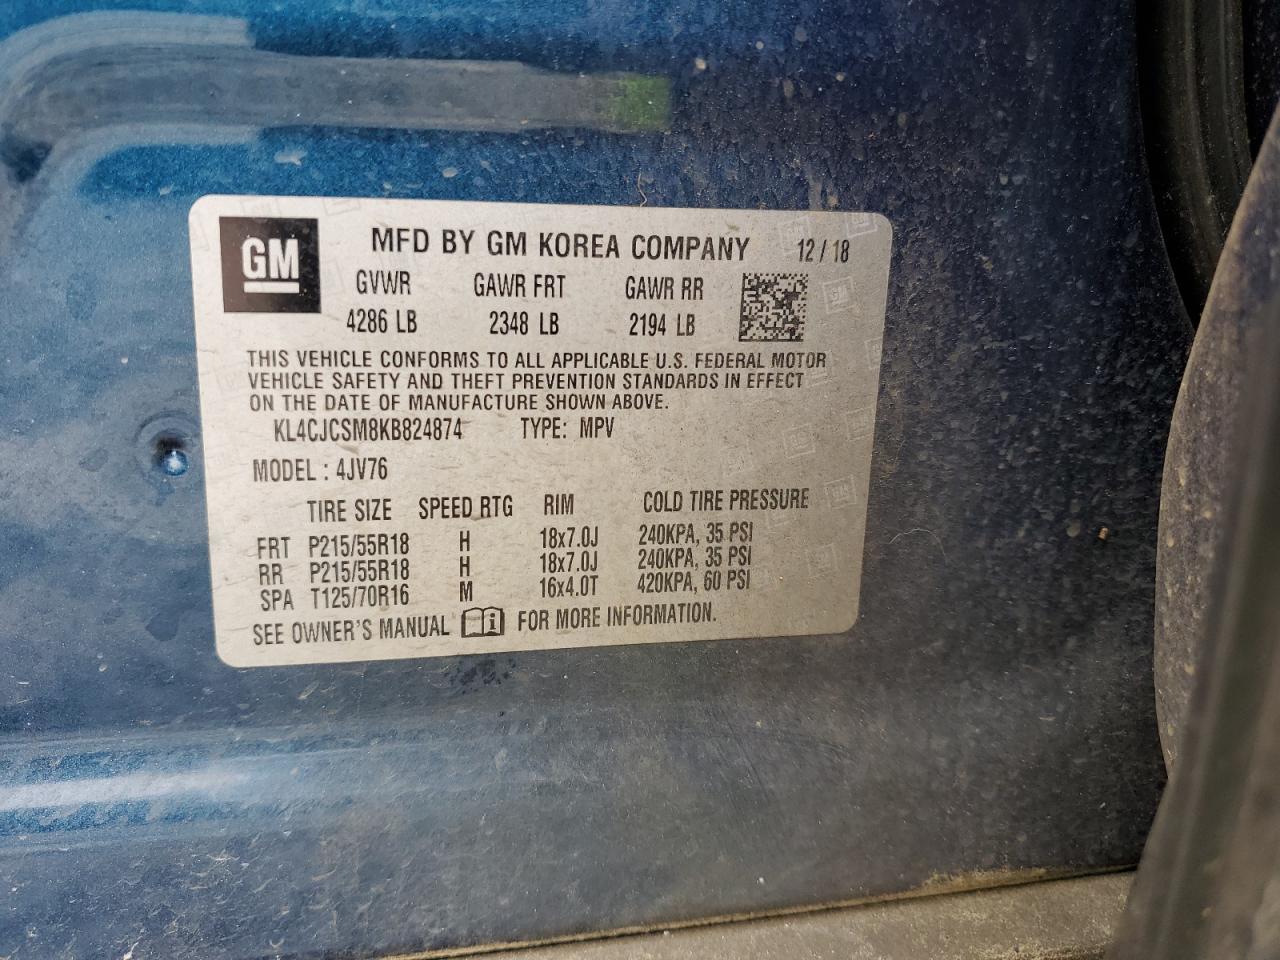 GM
MFD BY GM KOREA COMPANY 12/18
GVWR GAWR FRT GAWR RR
4286 LB 2348 LB 2194 LB
THIS VEHICLE CONFORMS TO ALL APPLICABLE U.S. FEDERAL MOTOR
VEHICLE SAFETY AND THEFT PREVENTION STANDARDS IN EFFECT
ON THE DATE OF MANUFACTURE SHOWN ABOVE.
KL4CJCSM8KB824874 TYPE: MPV
MODEL : 4JV76
TIRE SIZE SPEED RTG RIM COLD TIRE PRESSURE
FRT P215/55R18 H 18x7.0J 240KPA, 35 PSI
RR P215/55R18 H 18x7.0J 240KPA, 35 PSI
SPA T125/70R16 M 16x4.0T 420KPA, 60 PSI
SEE OWNER'S MANUAL i FOR MORE INFORMATION.